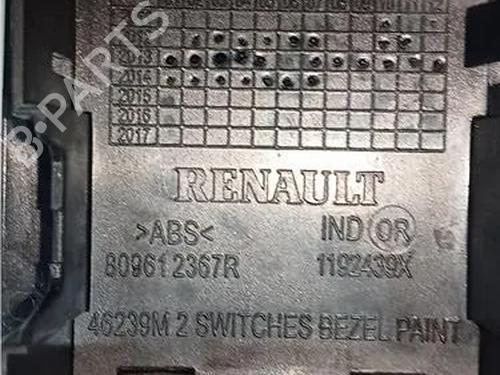 2013
2014
2015
2016
2017
RENAULT
>ABS< IND OR
809612367R 1192439X
46239M 2 SWITCHES BEZEL PAINT
B-PARTS